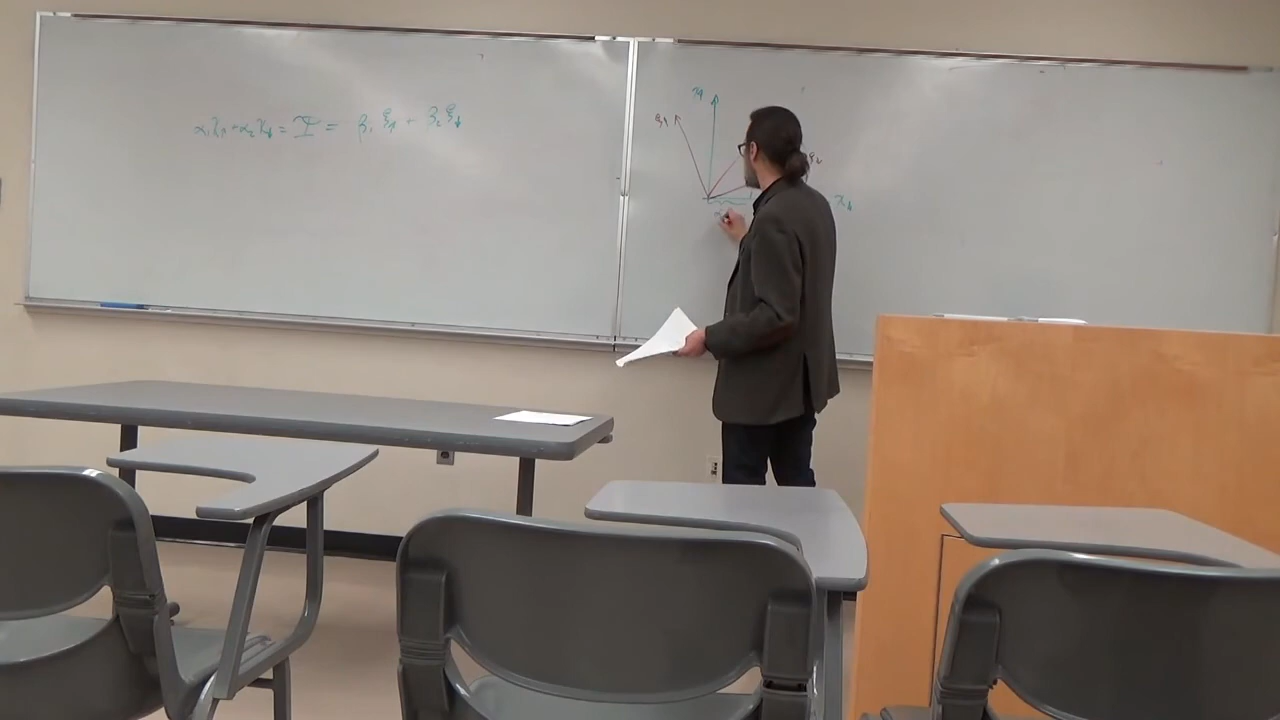 α₁χ↑ + α₂χ↓ = Ψ = β₁ξ↑ + β₂ξ↓
χ↑
ξ↑
χ↓